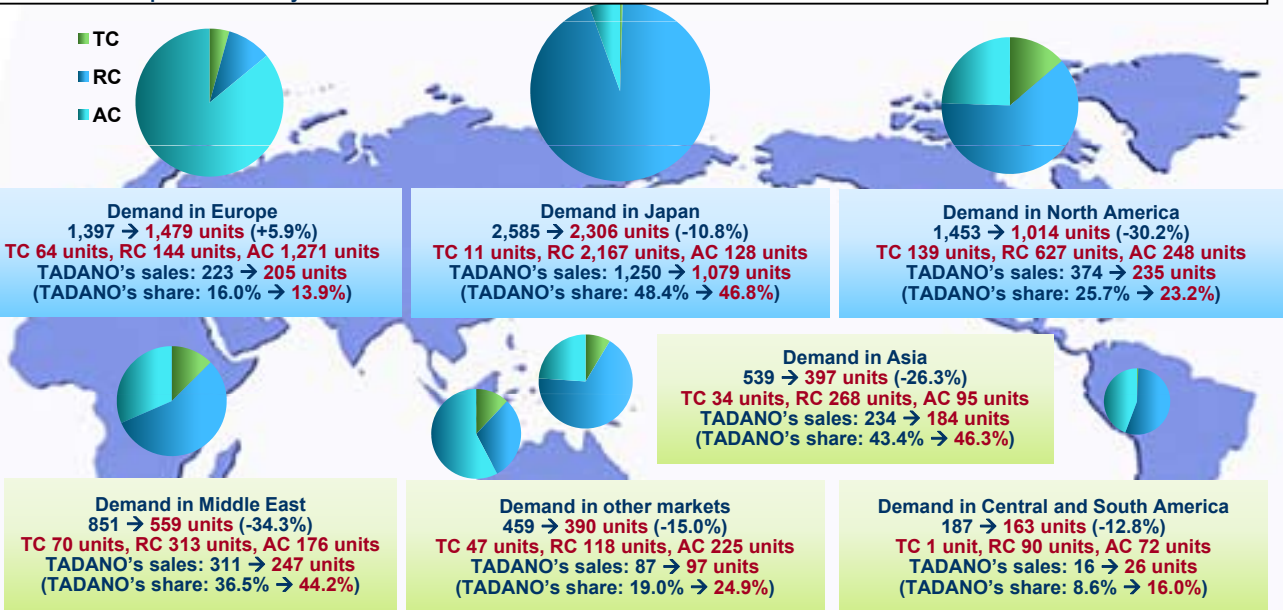 TC
RC
AC
Demand in Europe
1,397 → 1,479 units (+5.9%)
TC 64 units, RC 144 units, AC 1,271 units
TADANO's sales: 223 → 205 units
(TADANO's share: 16.0% → 13.9%)
Demand in Japan
2,585 → 2,306 units (-10.8%)
TC 11 units, RC 2,167 units, AC 128 units
TADANO's sales: 1,250 → 1,079 units
(TADANO's share: 48.4% → 46.8%)
Demand in North America
1,453 → 1,014 units (-30.2%)
TC 139 units, RC 627 units, AC 248 units
TADANO's sales: 374 → 235 units
(TADANO's share: 25.7% → 23.2%)
Demand in Asia
539 → 397 units (-26.3%)
TC 34 units, RC 268 units, AC 95 units
TADANO's sales: 234 → 184 units
(TADANO's share: 43.4% → 46.3%)
Demand in Middle East
851 → 559 units (-34.3%)
TC 70 units, RC 313 units, AC 176 units
TADANO's sales: 311 → 247 units
(TADANO's share: 36.5% → 44.2%)
Demand in other markets
459 → 390 units (-15.0%)
TC 47 units, RC 118 units, AC 225 units
TADANO's sales: 87 → 97 units
(TADANO's share: 19.0% → 24.9%)
Demand in Central and South America
187 → 163 units (-12.8%)
TC 1 unit, RC 90 units, AC 72 units
TADANO's sales: 16 → 26 units
(TADANO's share: 8.6% → 16.0%)